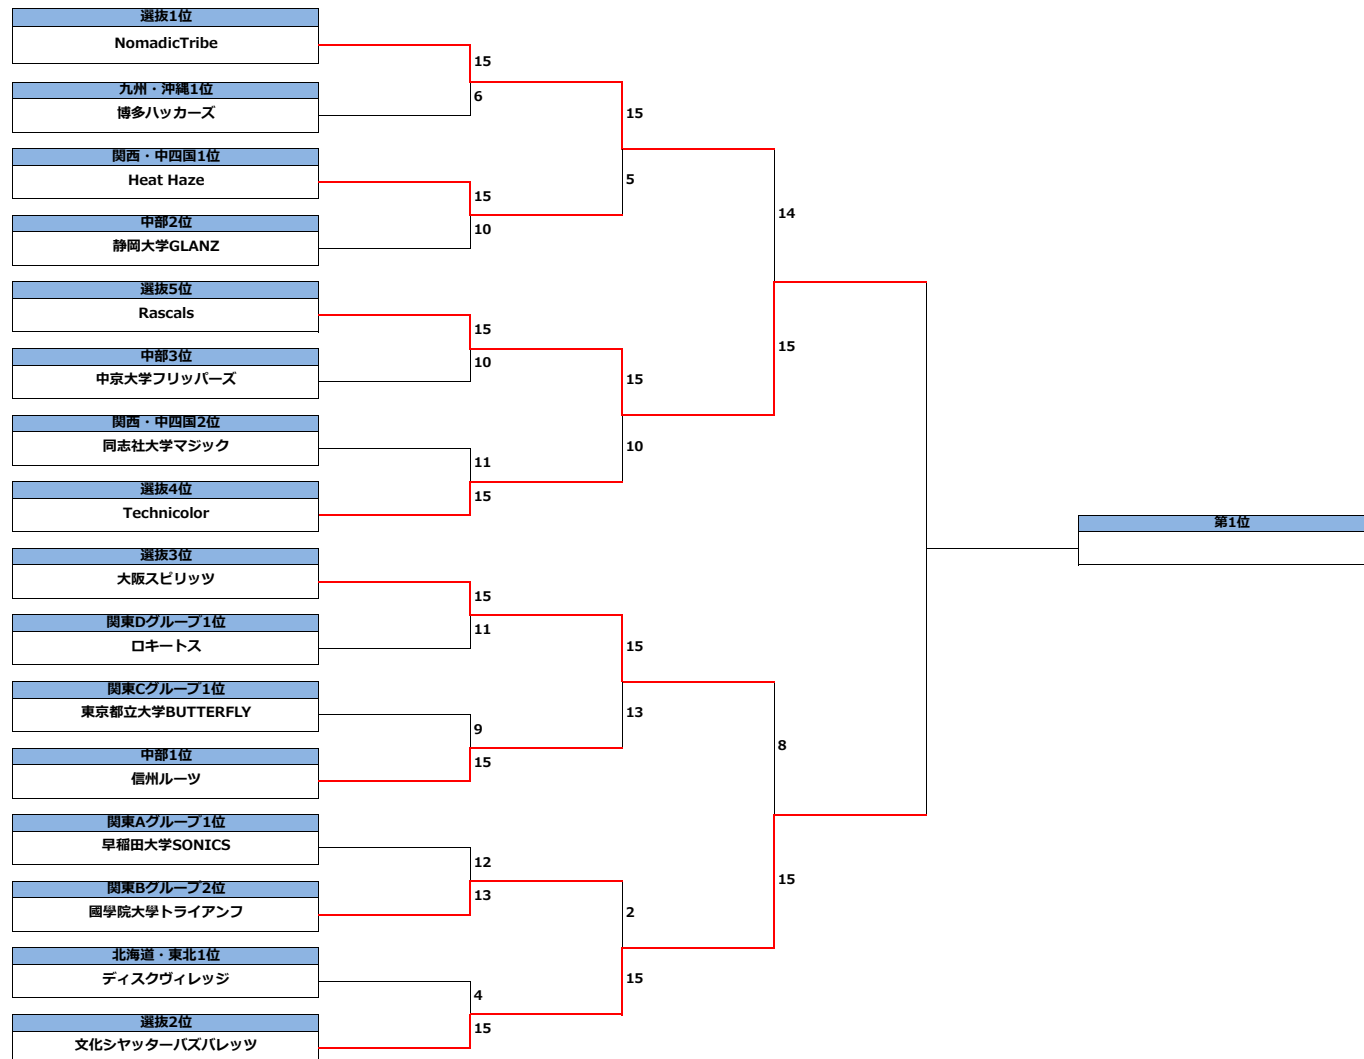 選抜1位
NomadicTribe
15
九州・沖縄1位
6
博多ハッカーズ
15
関西・中四国1位
Heat Haze
5
15
中部2位
10
静岡大学GLANZ
14
選抜5位
Rascals
15
15
中部3位
10
中京大学フリッパーズ
15
関西・中四国2位
同志社大学マジック
10
11
選抜4位
15
Technicolor
第1位
選抜3位
大阪スピリッツ
15
関東Dグループ1位
11
ロキートス
15
関東Cグループ1位
東京都立大学BUTTERFLY
13
9
中部1位
15
信州ルーツ
8
関東Aグループ1位
早稲田大学SONICS
12
15
関東Bグループ2位
13
國學院大學トライアンフ
2
北海道・東北1位
ディスクヴィレッジ
15
4
選抜2位
15
文化シヤッターバズバレッツ